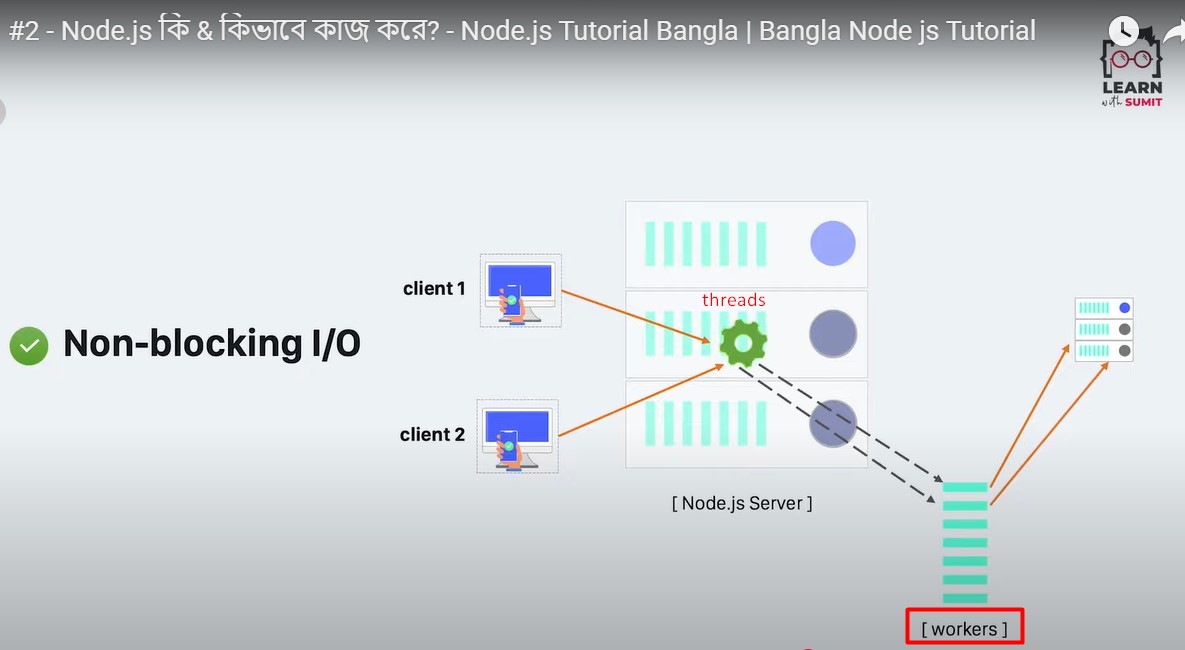 #2 - Node.js কি & কিভাবে কাজ করে? - Node.js Tutorial Bangla | Bangla Node js Tutorial
LEARN
with SUMIT
threads
client 1
Non-blocking I/O
client 2
[ Node.js Server ]
[ workers ]